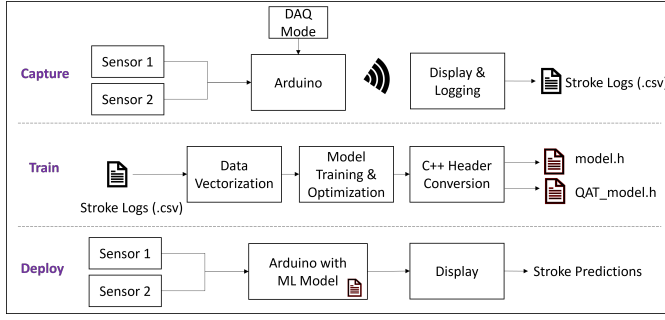 DAQ
Mode
Capture
Sensor 1
Sensor 2
Arduino
Display &
Logging
Stroke Logs (.csv)
Train
Stroke Logs (.csv)
Data
Vectorization
Model
Training &
Optimization
C++ Header
Conversion
model.h
QAT_model.h
Deploy
Sensor 1
Sensor 2
Arduino with
ML Model
Display
Stroke Predictions